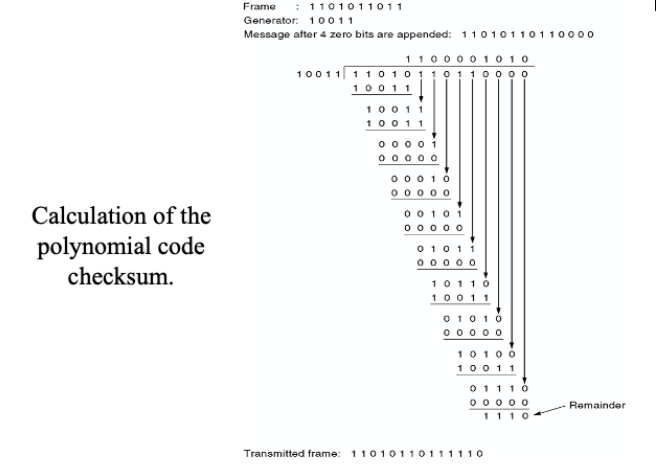 Frame : 1 1 0 1 0 1 1 0 1 1
Generator: 1 0 0 1 1
Message after 4 zero bits are appended: 1 1 0 1 0 1 1 0 1 1 0 0 0 0
1 1 0 0 0 0 1 0 1 0
1 0 0 1 1 1 1 0 1 0 1 1 0 1 1 0 0 0 0
1 0 0 1 1
1 0 0 1 1
1 0 0 1 1
0 0 0 0 1
0 0 0 0 0
0 0 0 1 0
0 0 0 0 0
0 0 1 0 1
0 0 0 0 0
0 1 0 1 1
0 0 0 0 0
1 0 1 1 0
1 0 0 1 1
0 1 0 1 0
0 0 0 0 0
1 0 1 0 0
1 0 0 1 1
0 1 1 1 0
0 0 0 0 0
1 1 1 0
Remainder
Calculation of the
polynomial code
checksum.
Transmitted frame: 1 1 0 1 0 1 1 0 1 1 1 1 1 0